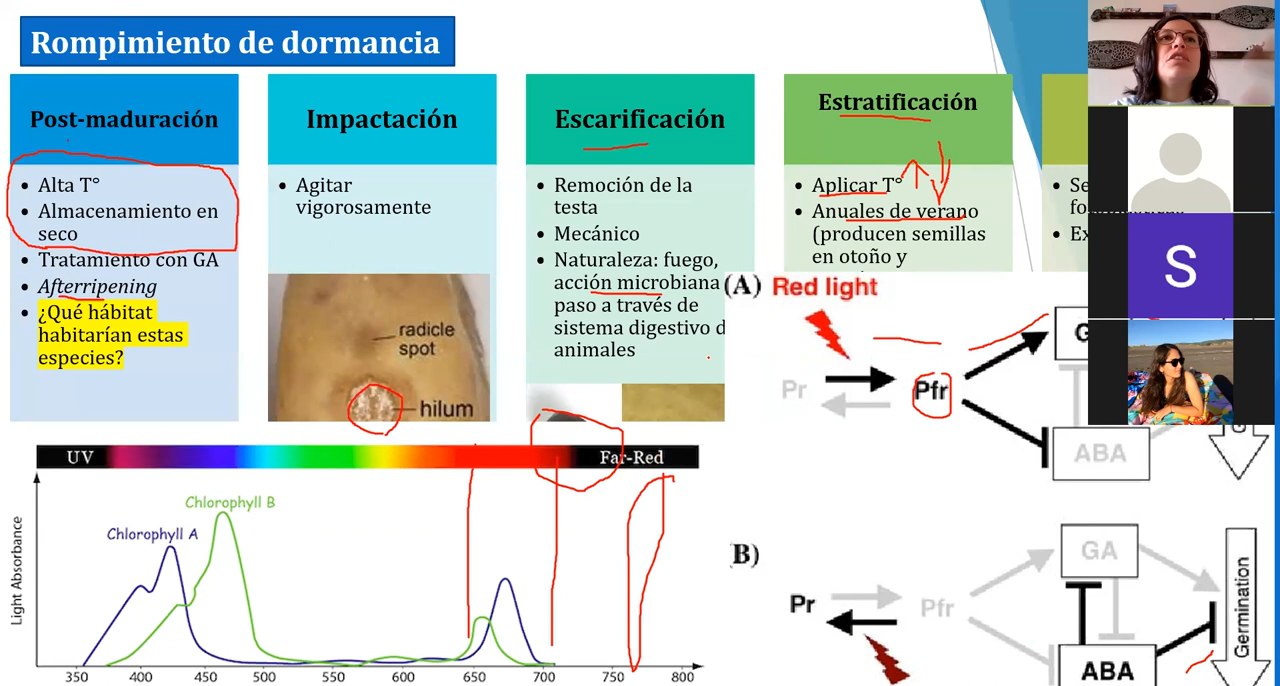 Rompimiento de dormancia
Post-maduración
• Alta T°
• Almacenamiento en
seco
• Tratamiento con GA
• Afterripening
• ¿Qué hábitat
habitarían estas
especies?
Impactación
• Agitar
vigorosamente
radicle
spot
hilum
Escarificación
• Remoción de la
testa
• Mecánico
• Naturaleza: fuego,
acción microbiana
paso a través de
sistema digestivo d
animales
Estratificación
• Aplicar T°
• Anuales de verano
(producen semillas
en otoño y
• Se
• Ex
S
UV
Far-Red
Chlorophyll A
Chlorophyll B
Light Absorbance
350 400 450 500 550 600 650 700 750 800
(A) Red light
Pr
Pfr
G
ABA
G
(B)
Pr
Pfr
GA
ABA
Germination